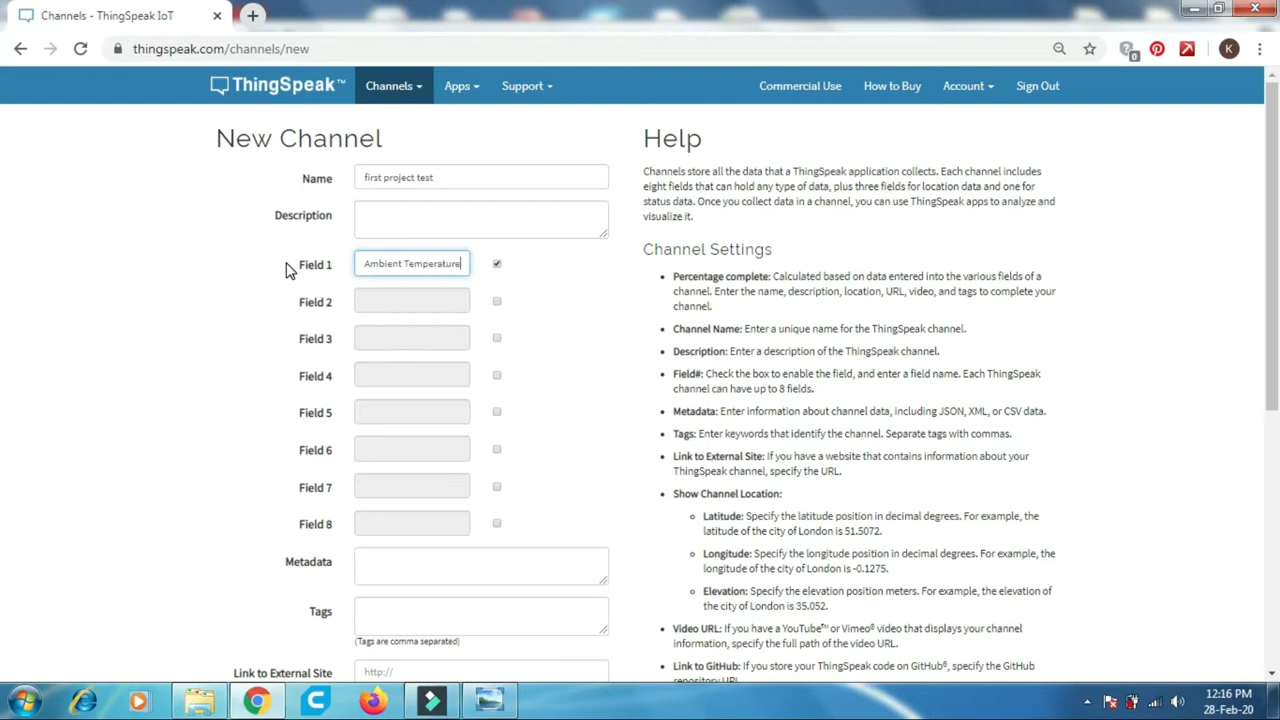 Channels - ThingSpeak IoT
thingspeak.com/channels/new
K
0
ThingSpeak™
Channels
Apps
Support
Commercial Use
How to Buy
Account
Sign Out
New Channel
Name
first project test
Description
Field 1
Ambient Temperature
Field 2
Field 3
Field 4
Field 5
Field 6
Field 7
Field 8
Metadata
Tags
(Tags are comma separated)
Link to External Site
http://
Help
Channels store all the data that a ThingSpeak application collects. Each channel includes
eight fields that can hold any type of data, plus three fields for location data and one for
status data. Once you collect data in a channel, you can use ThingSpeak apps to analyze and
visualize it.
Channel Settings
• Percentage complete: Calculated based on data entered into the various fields of a
channel. Enter the name, description, location, URL, video, and tags to complete your
channel.
• Channel Name: Enter a unique name for the ThingSpeak channel.
• Description: Enter a description of the ThingSpeak channel.
• Field#: Check the box to enable the field, and enter a field name. Each ThingSpeak
channel can have up to 8 fields.
• Metadata: Enter information about channel data, including JSON, XML, or CSV data.
• Tags: Enter keywords that identify the channel. Separate tags with commas.
• Link to External Site: If you have a website that contains information about your
ThingSpeak channel, specify the URL.
• Show Channel Location:
◦ Latitude: Specify the latitude position in decimal degrees. For example, the
latitude of the city of London is 51.5072.
◦ Longitude: Specify the longitude position in decimal degrees. For example, the
longitude of the city of London is -0.1275.
◦ Elevation: Specify the elevation position meters. For example, the elevation of
the city of London is 35.052.
• Video URL: If you have a YouTube™ or Vimeo® video that displays your channel
information, specify the full path of the video URL.
• Link to GitHub: If you store your ThingSpeak code on GitHub®, specify the GitHub
repository URL.
12:16 PM
28-Feb-20